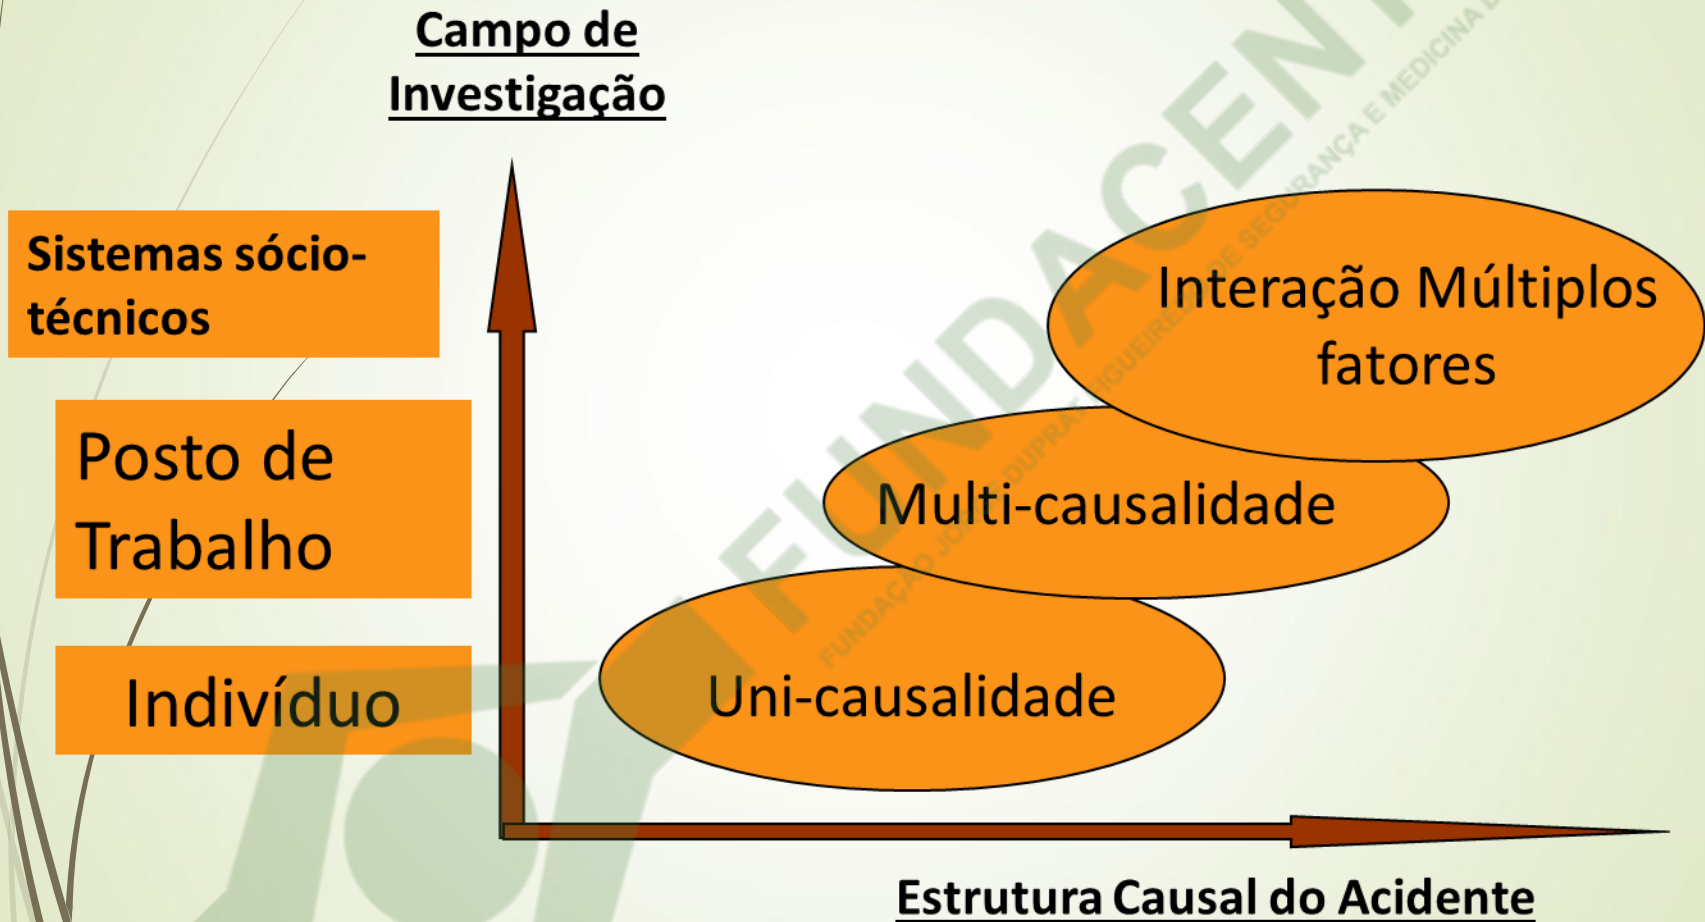 Campo de
Investigação
Sistemas sócio-
técnicos
Interação Múltiplos
fatores
Posto de
Trabalho
Multi-causalidade
Indivíduo
Uni-causalidade
Estrutura Causal do Acidente
FUNDACENT